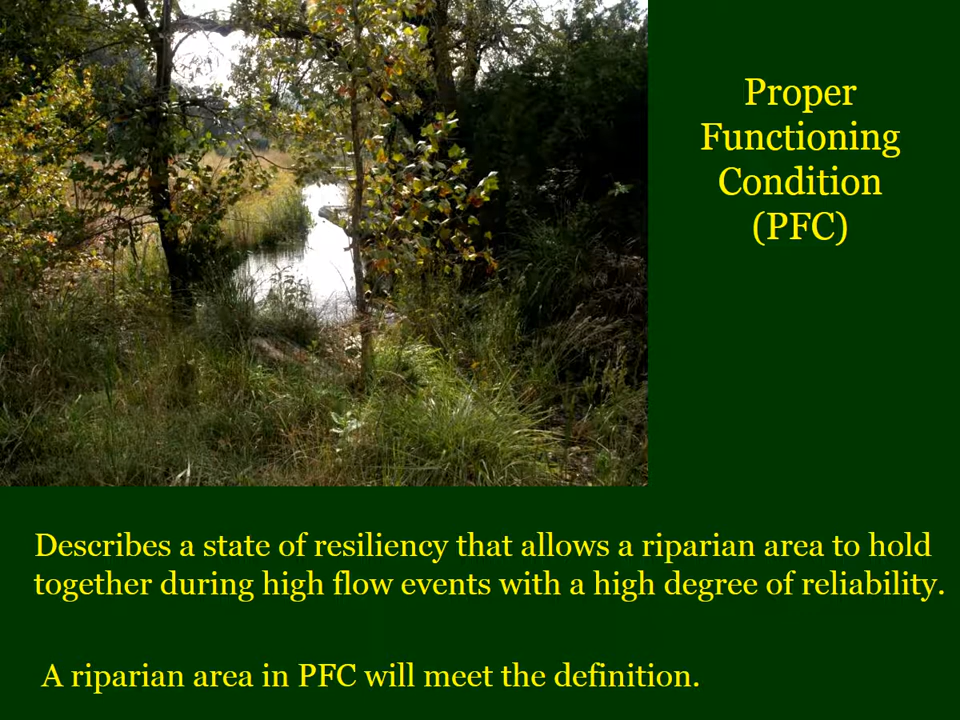 Proper
Functioning
Condition
(PFC)
Describes a state of resiliency that allows a riparian area to hold
together during high flow events with a high degree of reliability.
A riparian area in PFC will meet the definition.